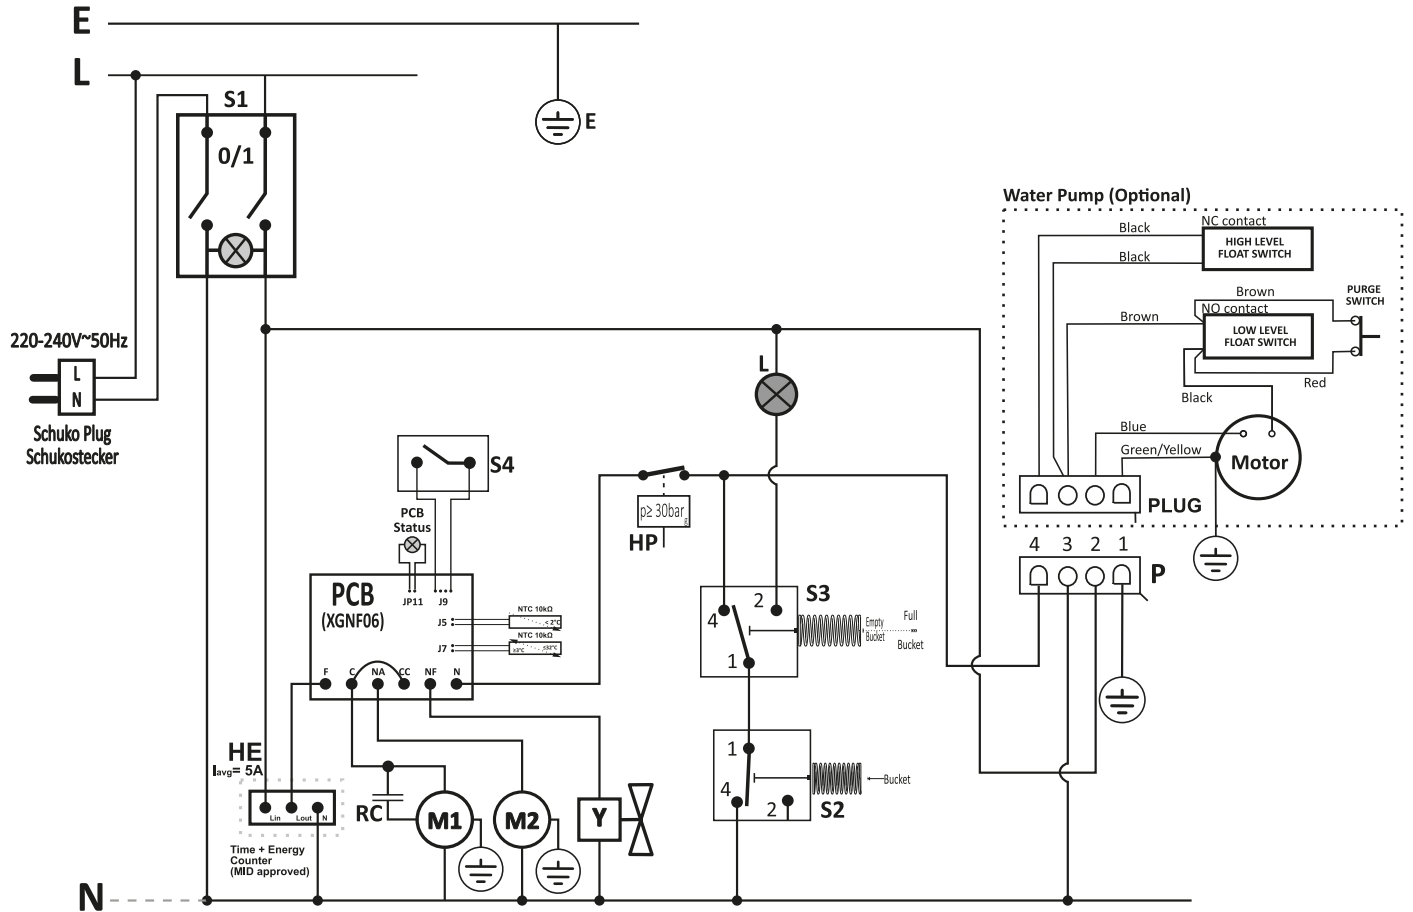 E
L
S1
0/1
E
220-240V~50Hz
L
N
Schuko Plug
Schukostecker
Water Pump (Optional)
NC contact
Black
HIGH LEVEL
FLOAT SWITCH
Black
Brown
PURGE
SWITCH
NO contact
Brown
LOW LEVEL
FLOAT SWITCH
Red
Black
Blue
Green/Yellow
Motor
PLUG
4 3 2 1
P
L
S4
PCB
Status
p≥ 30bar
HP
PCB
(XGNF06)
JP11
J9
J5
NTC 10kΩ
< 2°C
J7
NTC 10kΩ
≥3°C
≤32°C
F C NA CC NF N
S3
4
2
1
Empty
Bucket
Full
Bucket
1
4
2
S2
Bucket
HE
Iavg= 5A
Lin
Lout
N
Time + Energy
Counter
(MID approved)
RC
M1
M2
Y
N